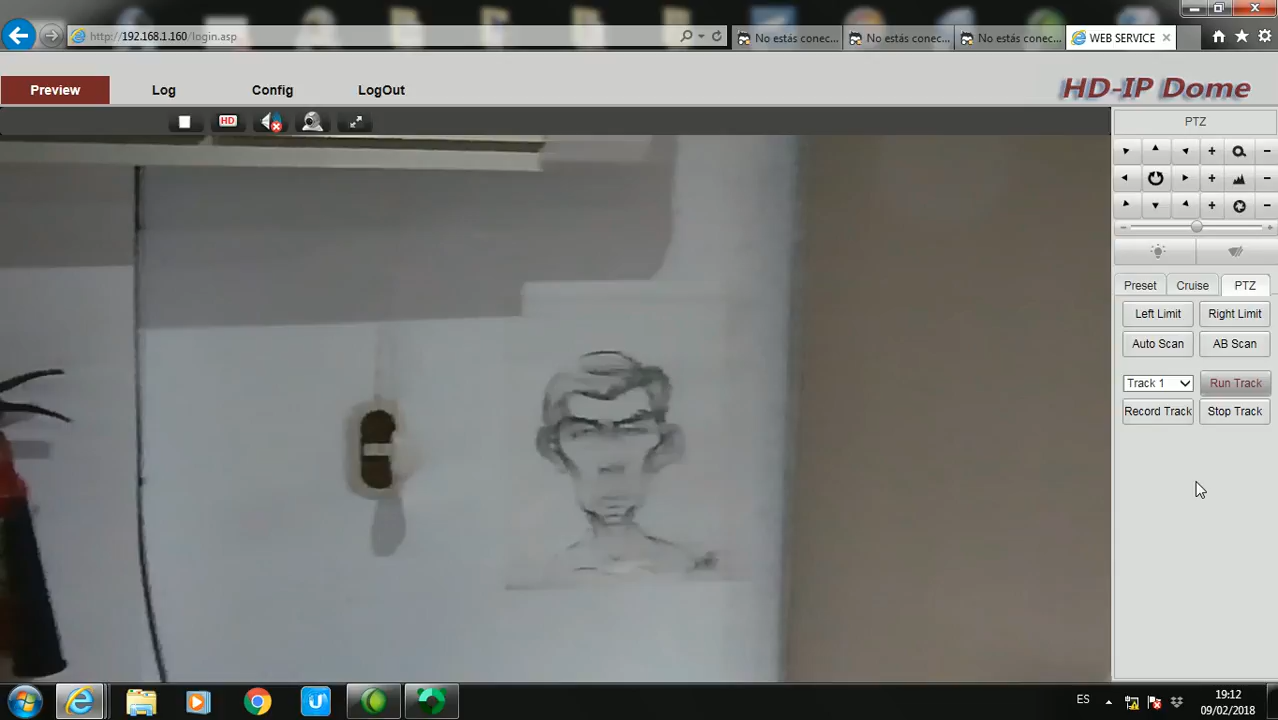 http://192.168.1.160/login.asp
No estás conec...
No estás conec...
No estás conec...
WEB SERVICE
Preview
Log
Config
LogOut
HD-IP Dome
HD
PTZ
Preset
Cruise
PTZ
Left Limit
Right Limit
Auto Scan
AB Scan
Track 1
Run Track
Record Track
Stop Track
ES
19:12
09/02/2018